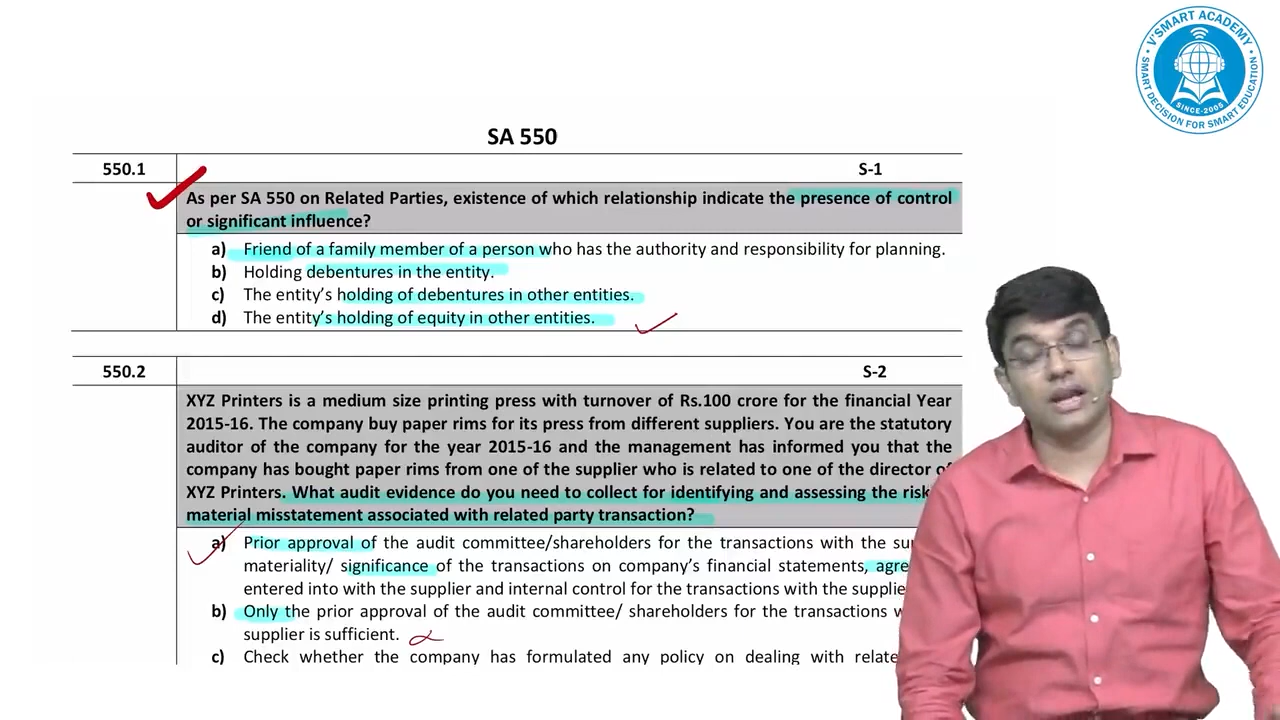 V'SMART ACADEMY
SMART DECISION FOR SMART EDUCATION
SINCE-2005
SA 550
550.1 S-1
As per SA 550 on Related Parties, existence of which relationship indicate the presence of control
or significant influence?
a) Friend of a family member of a person who has the authority and responsibility for planning.
b) Holding debentures in the entity.
c) The entity's holding of debentures in other entities.
d) The entity's holding of equity in other entities.
550.2 S-2
XYZ Printers is a medium size printing press with turnover of Rs.100 crore for the financial Year
2015-16. The company buy paper rims for its press from different suppliers. You are the statutory
auditor of the company for the year 2015-16 and the management has informed you that the
company has bought paper rims from one of the supplier who is related to one of the director of
XYZ Printers. What audit evidence do you need to collect for identifying and assessing the risk
material misstatement associated with related party transaction?
a) Prior approval of the audit committee/shareholders for the transactions with the
materiality/ significance of the transactions on company's financial statements,
entered into with the supplier and internal control for the transactions with the
b) Only the prior approval of the audit committee/ shareholders for the transactions
supplier is sufficient.
c) Check whether the company has formulated any policy on dealing with